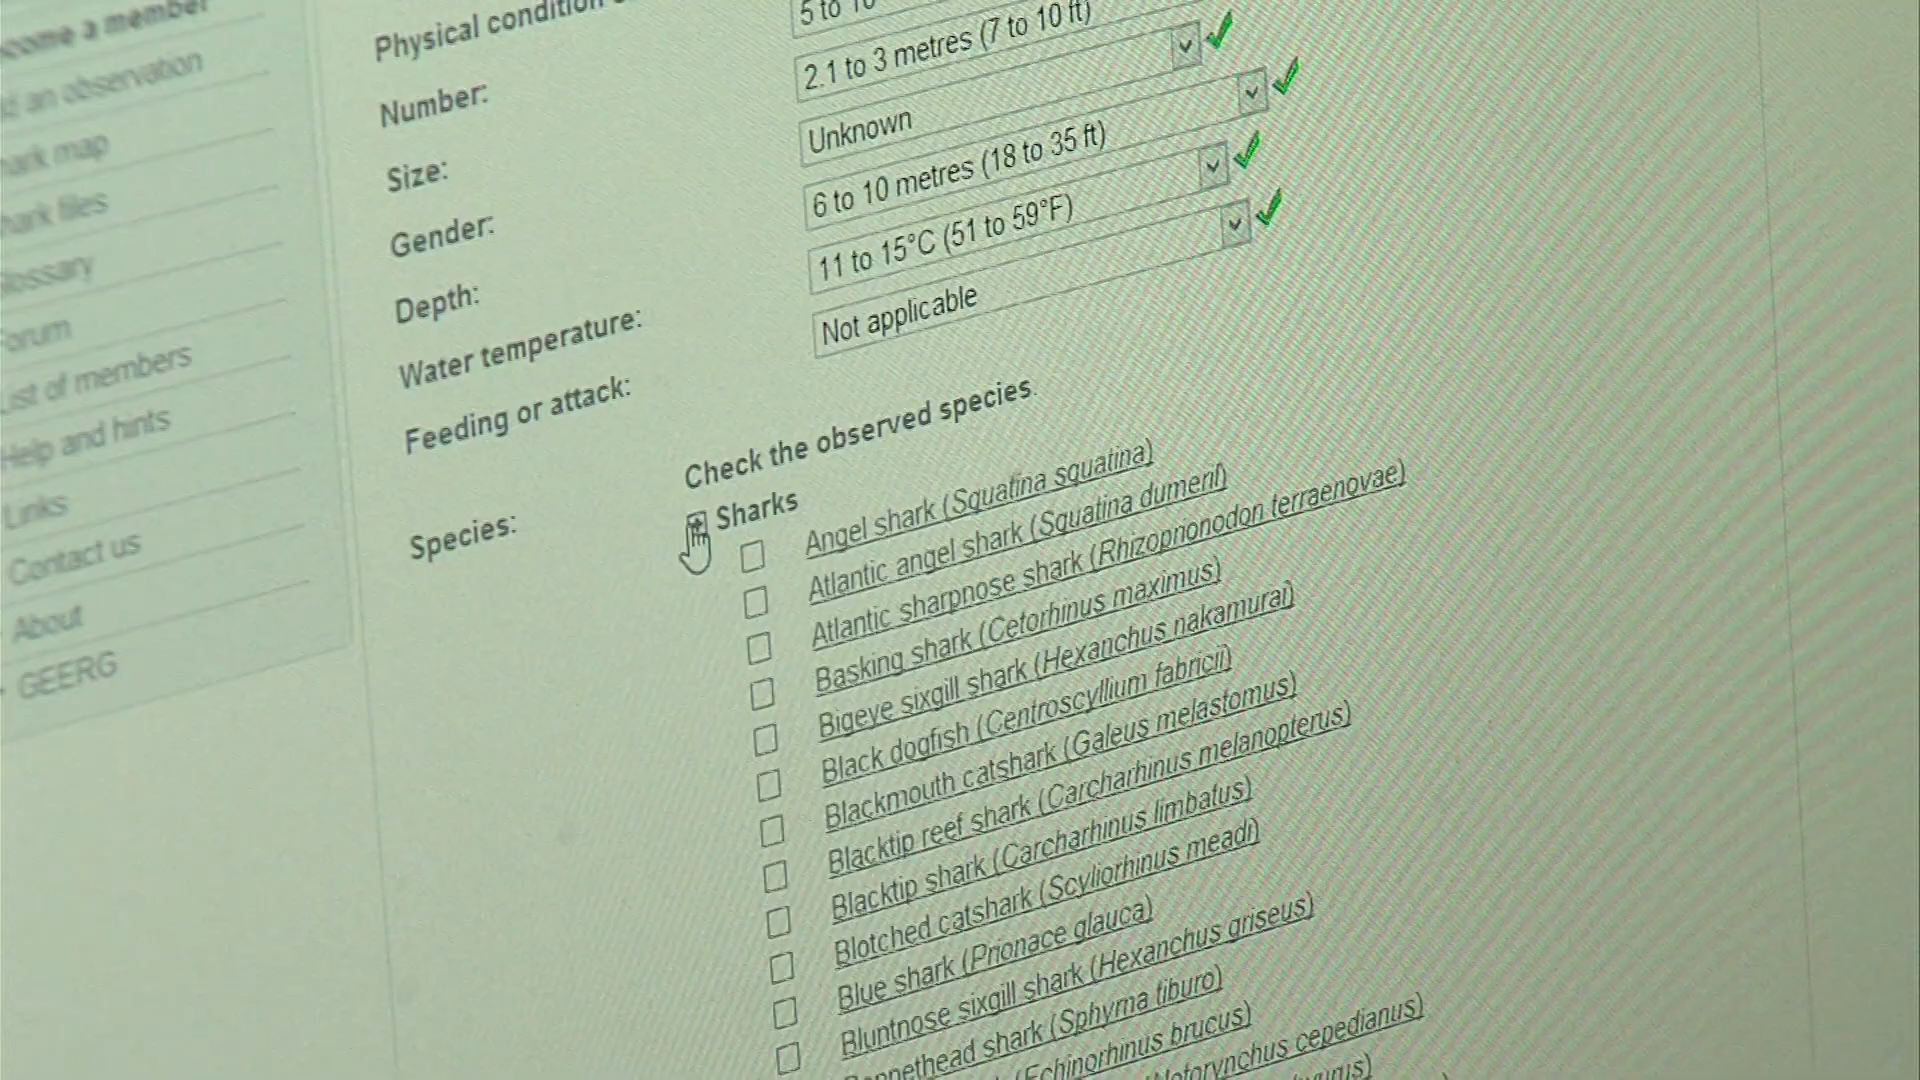 become a member
an observation
map
files
Glossary
Forum
List of members
Help and hints
Links
Contact us
About
GEERG
Physical condition
Number: 5 to 10
Size: 2.1 to 3 metres (7 to 10 ft)
Gender: Unknown
Depth: 6 to 10 metres (18 to 35 ft)
Water temperature: 11 to 15°C (51 to 59°F)
Feeding or attack: Not applicable
Species: Check the observed species.
Sharks
Angel shark (Squatina squatina)
Atlantic angel shark (Squatina dumeril)
Atlantic sharpnose shark (Rhizoprionodon terraenovae)
Basking shark (Cetorhinus maximus)
Bigeye sixgill shark (Hexanchus nakamurai)
Black dogfish (Centroscyllium fabricii)
Blackmouth catshark (Galeus melastomus)
Blacktip reef shark (Carcharhinus melanopterus)
Blacktip shark (Carcharhinus limbatus)
Blotched catshark (Scyliorhinus meadi)
Blue shark (Prionace glauca)
Bluntnose sixgill shark (Hexanchus griseus)
Bonnethead shark (Sphyrna tiburo)
(Echinorhinus brucus)
Notorynchus cepedianus)